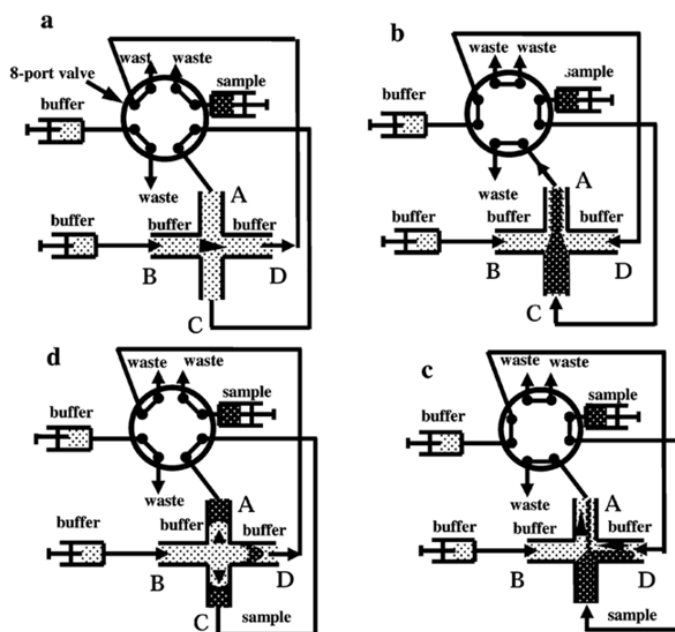 a
wast waste
8-port valve
sample
buffer
waste
A
buffer
buffer buffer
B D
C
b
waste waste
sample
buffer
waste
A
buffer
buffer buffer
B D
C
d
waste waste
sample
buffer
waste
A
buffer
buffer buffer
B D
C sample
c
waste waste
sample
buffer
waste
A
buffer
buffer buffer
B D
C sample